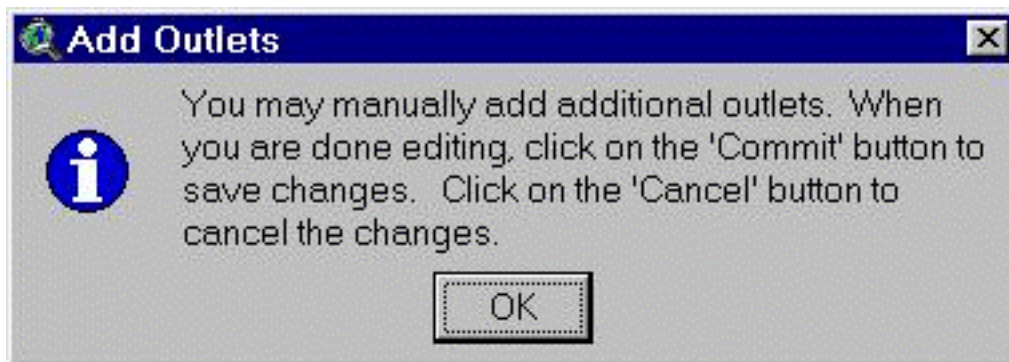 Add Outlets
You may manually add additional outlets.  When
you are done editing, click on the 'Commit' button to
save changes.   Click on the 'Cancel' button to
cancel the changes.
OK